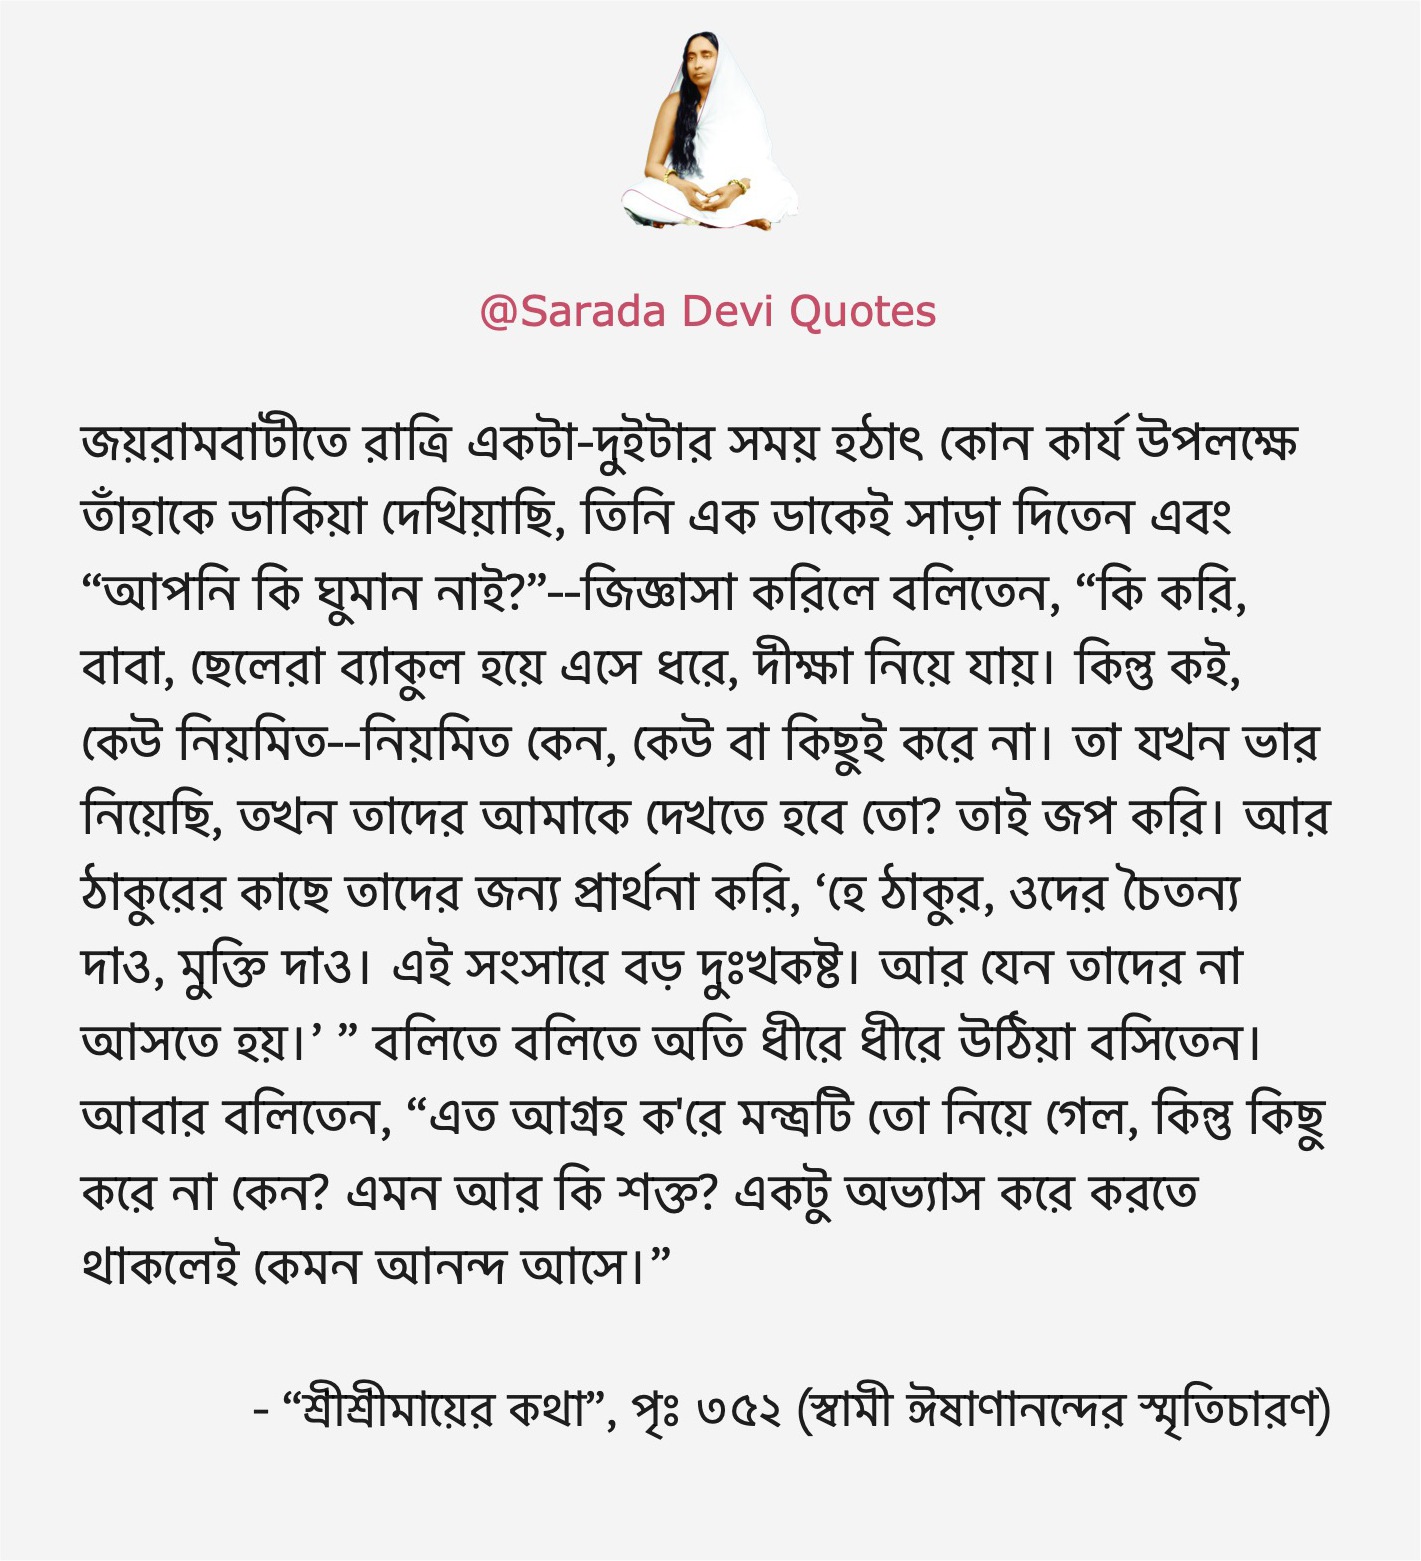 @Sarada Devi Quotes
জয়রামবাটীতে রাত্রি একটা-দুইটার সময় হঠাৎ কোন কার্য উপলক্ষে
তাঁহাকে ডাকিয়া দেখিয়াছি, তিনি এক ডাকেই সাড়া দিতেন এবং
“আপনি কি ঘুমান নাই?”--জিজ্ঞাসা করিলে বলিতেন, “কি করি,
বাবা, ছেলেরা ব্যাকুল হয়ে এসে ধরে, দীক্ষা নিয়ে যায়। কিন্তু কই,
কেউ নিয়মিত--নিয়মিত কেন, কেউ বা কিছুই করে না। তা যখন ভার
নিয়েছি, তখন তাদের আমাকে দেখতে হবে তো? তাই জপ করি। আর
ঠাকুরের কাছে তাদের জন্য প্রার্থনা করি, ‘হে ঠাকুর, ওদের চৈতন্য
দাও, মুক্তি দাও। এই সংসারে বড় দুঃখকষ্ট। আর যেন তাদের না
আসতে হয়।’ ” বলিতে বলিতে অতি ধীরে ধীরে উঠিয়া বসিতেন।
আবার বলিতেন, “এত আগ্রহ ক'রে মন্ত্রটি তো নিয়ে গেল, কিন্তু কিছু
করে না কেন? এমন আর কি শক্ত? একটু অভ্যাস করে করতে
থাকলেই কেমন আনন্দ আসে।”
- “শ্রীশ্রীমায়ের কথা”, পৃঃ ৩৫২ (স্বামী ঈষাণানন্দের স্মৃতিচারণ)